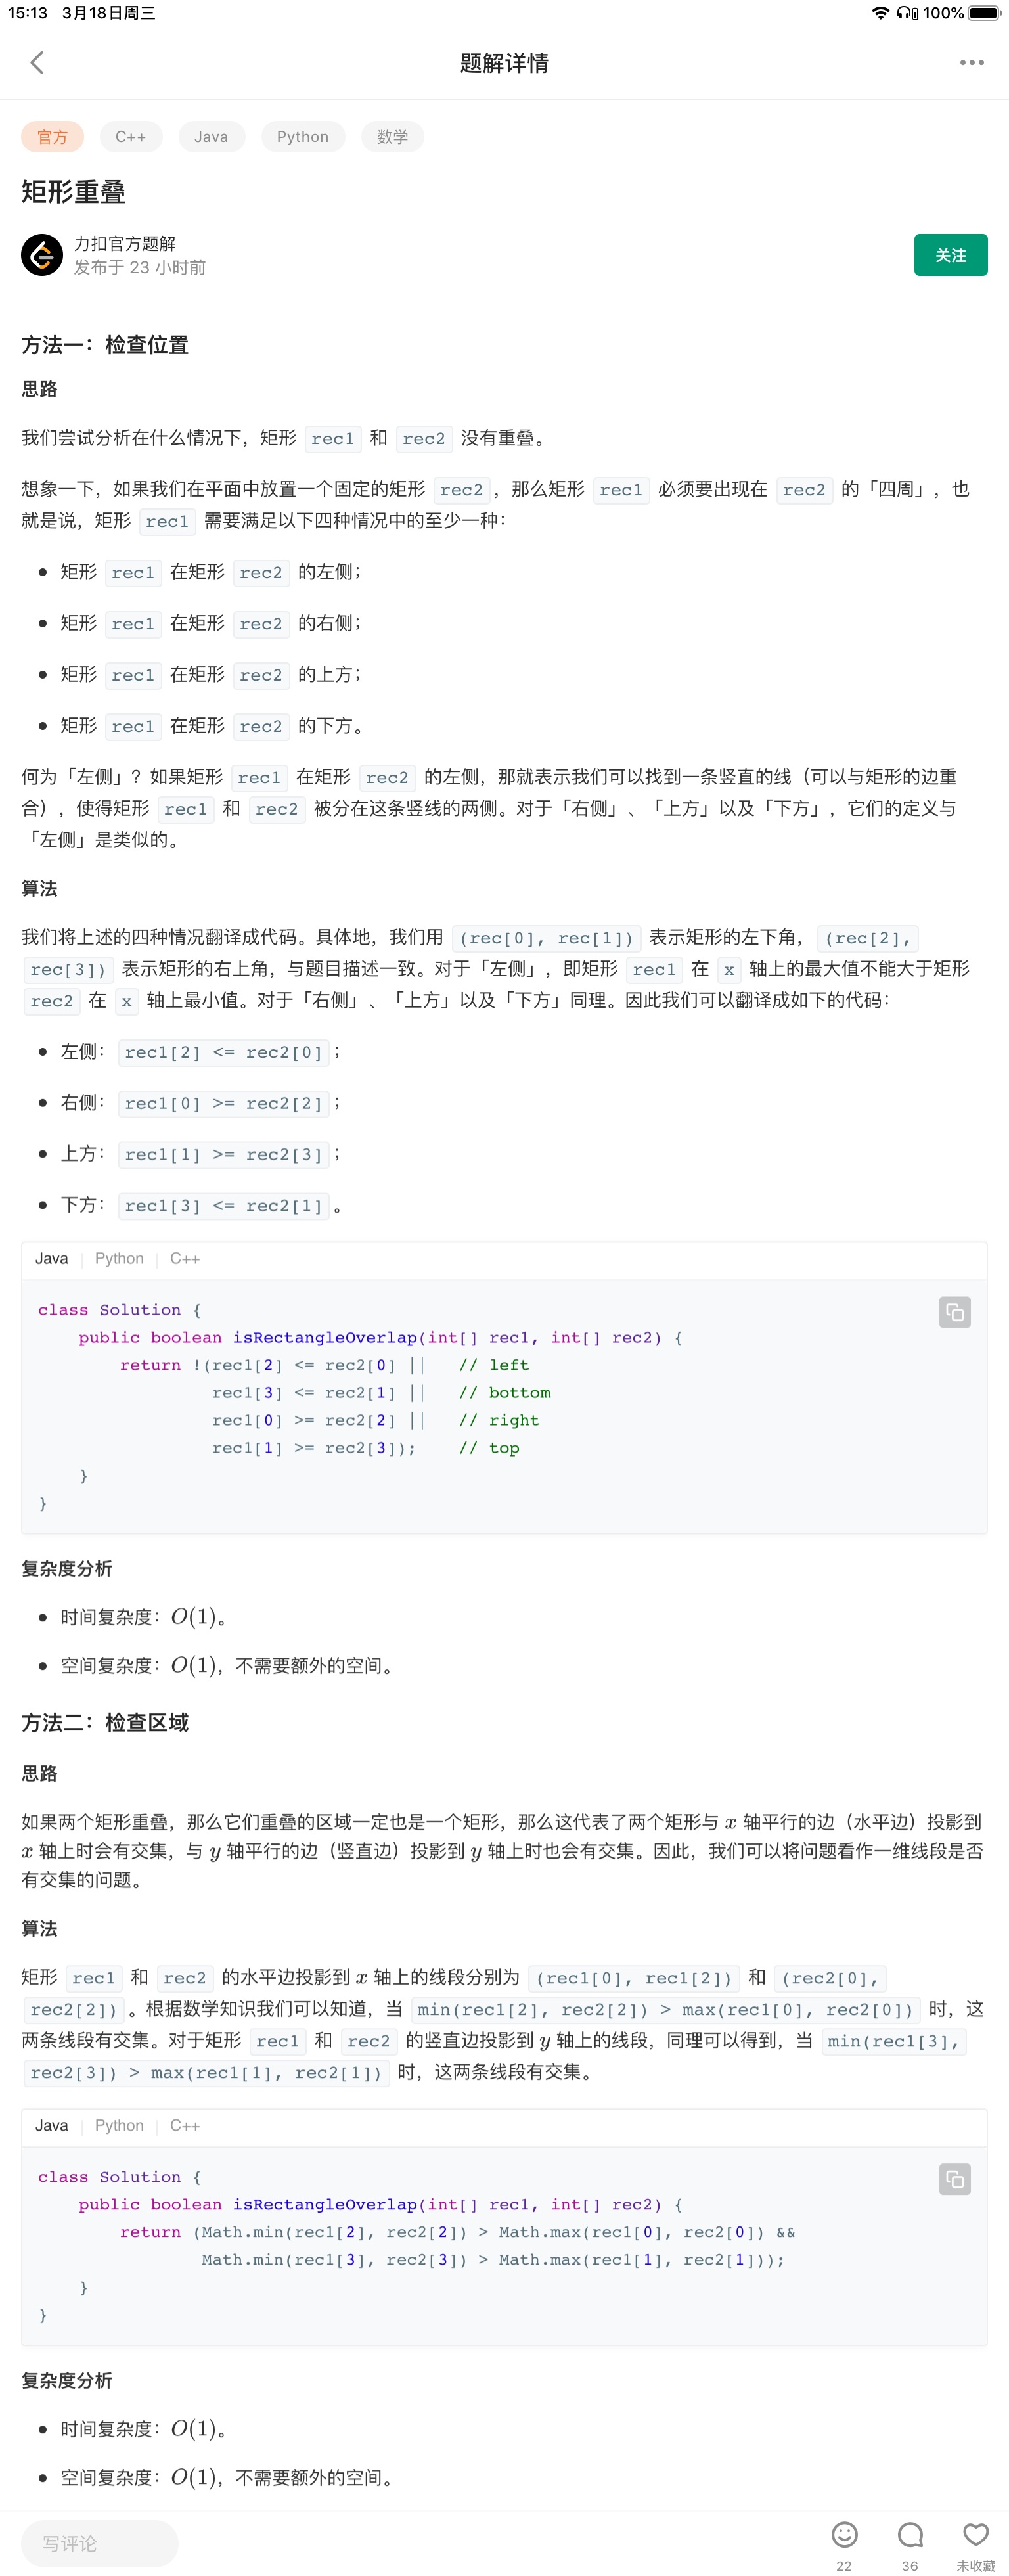 15:13 3月18日周三
100%
题解详情
官方 C++ Java Python 数学
矩形重叠
力扣官方题解
发布于 23 小时前
关注
方法一：检查位置
思路
我们尝试分析在什么情况下，矩形 rec1 和 rec2 没有重叠。
想象一下，如果我们在平面中放置一个固定的矩形 rec2，那么矩形 rec1 必须要出现在 rec2 的「四周」，也
就是说，矩形 rec1 需要满足以下四种情况中的至少一种：
• 矩形 rec1 在矩形 rec2 的左侧；
• 矩形 rec1 在矩形 rec2 的右侧；
• 矩形 rec1 在矩形 rec2 的上方；
• 矩形 rec1 在矩形 rec2 的下方。
何为「左侧」？如果矩形 rec1 在矩形 rec2 的左侧，那就表示我们可以找到一条竖直的线（可以与矩形的边重
合），使得矩形 rec1 和 rec2 被分在这条竖线的两侧。对于「右侧」、「上方」以及「下方」，它们的定义与
「左侧」是类似的。
算法
我们将上述的四种情况翻译成代码。具体地，我们用 (rec[0], rec[1]) 表示矩形的左下角，(rec[2],
rec[3]) 表示矩形的右上角，与题目描述一致。对于「左侧」，即矩形 rec1 在 x 轴上的最大值不能大于矩形
rec2 在 x 轴上最小值。对于「右侧」、「上方」以及「下方」同理。因此我们可以翻译成如下的代码：
• 左侧：rec1[2] <= rec2[0]；
• 右侧：rec1[0] >= rec2[2]；
• 上方：rec1[1] >= rec2[3]；
• 下方：rec1[3] <= rec2[1]。
Java | Python | C++
class Solution {
    public boolean isRectangleOverlap(int[] rec1, int[] rec2) {
        return !(rec1[2] <= rec2[0] ||   // left
                 rec1[3] <= rec2[1] ||   // bottom
                 rec1[0] >= rec2[2] ||   // right
                 rec1[1] >= rec2[3]);    // top
    }
}
复杂度分析
• 时间复杂度：O(1)。
• 空间复杂度：O(1)，不需要额外的空间。
方法二：检查区域
思路
如果两个矩形重叠，那么它们重叠的区域一定也是一个矩形，那么这代表了两个矩形与 x 轴平行的边（水平边）投影到
x 轴上时会有交集，与 y 轴平行的边（竖直边）投影到 y 轴上时也会有交集。因此，我们可以将问题看作一维线段是否
有交集的问题。
算法
矩形 rec1 和 rec2 的水平边投影到 x 轴上的线段分别为 (rec1[0], rec1[2]) 和 (rec2[0],
rec2[2])。根据数学知识我们可以知道，当 min(rec1[2], rec2[2]) > max(rec1[0], rec2[0]) 时，这
两条线段有交集。对于矩形 rec1 和 rec2 的竖直边投影到 y 轴上的线段，同理可以得到，当 min(rec1[3],
rec2[3]) > max(rec1[1], rec2[1]) 时，这两条线段有交集。
Java | Python | C++
class Solution {
    public boolean isRectangleOverlap(int[] rec1, int[] rec2) {
        return (Math.min(rec1[2], rec2[2]) > Math.max(rec1[0], rec2[0]) &&
                Math.min(rec1[3], rec2[3]) > Math.max(rec1[1], rec2[1]));
    }
}
复杂度分析
• 时间复杂度：O(1)。
• 空间复杂度：O(1)，不需要额外的空间。
写评论
22 36 未收藏